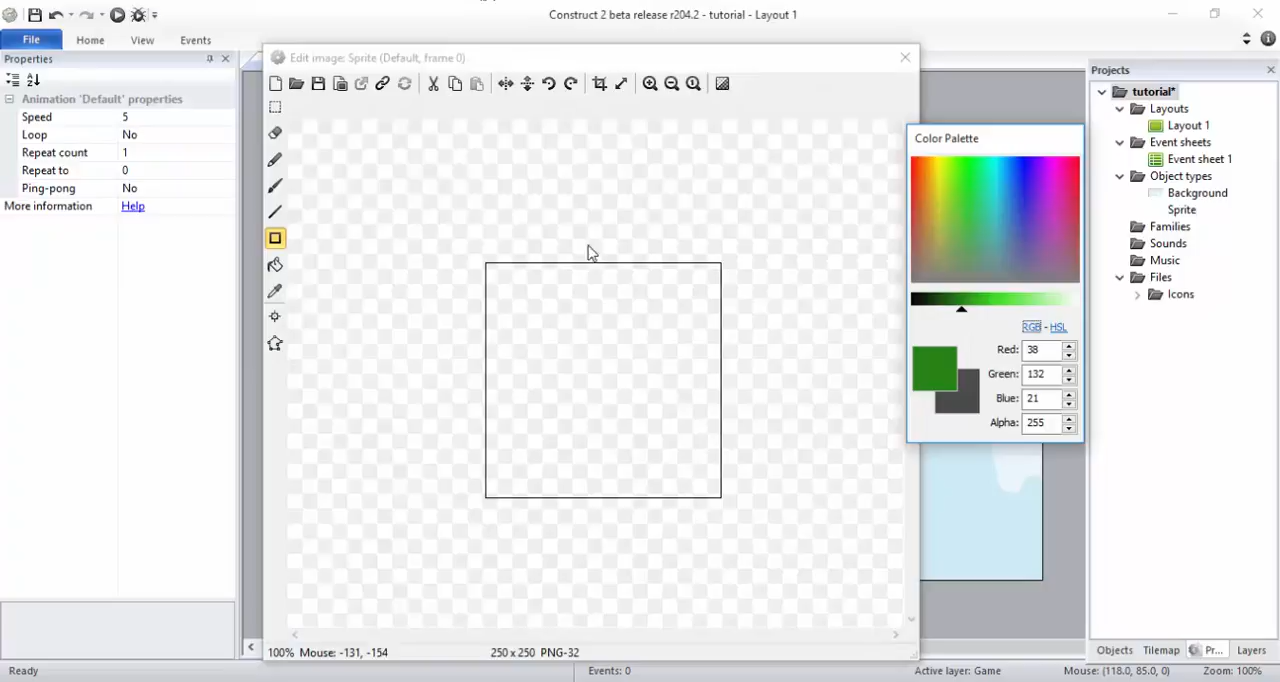 Construct 2 beta release r204.2 - tutorial - Layout 1
File
Home
View
Events
Properties
Animation 'Default' properties
Speed 5
Loop No
Repeat count 1
Repeat to 0
Ping-pong No
More information Help
Edit image: Sprite (Default, frame 0)
100% Mouse: -131, -154
250 x 250 PNG-32
Color Palette
RGB - HSL
Red: 38
Green: 132
Blue: 21
Alpha: 255
Projects
tutorial*
Layouts
Layout 1
Event sheets
Event sheet 1
Object types
Background
Sprite
Families
Sounds
Music
Files
Icons
Objects Tilemap Pr... Layers
Ready
Events: 0
Active layer: Game
Mouse: (118.0, 85.0, 0)
Zoom: 100%